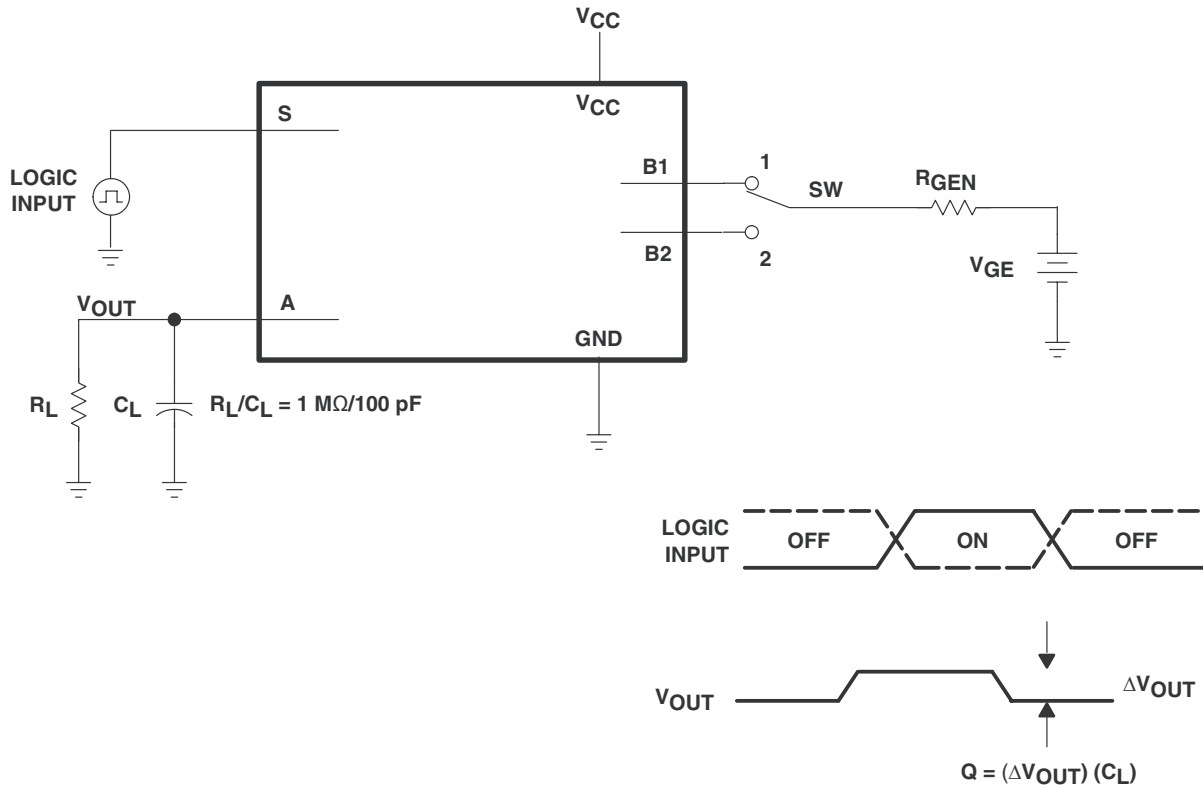 VCC
VCC
S
LOGIC
INPUT
B1
1
SW
RGEN
B2
2
VGE
VOUT
A
GND
RL
CL
RL/CL = 1 MΩ/100 pF
LOGIC
INPUT
OFF
ON
OFF
VOUT
ΔVOUT
Q = (ΔVOUT) (CL)